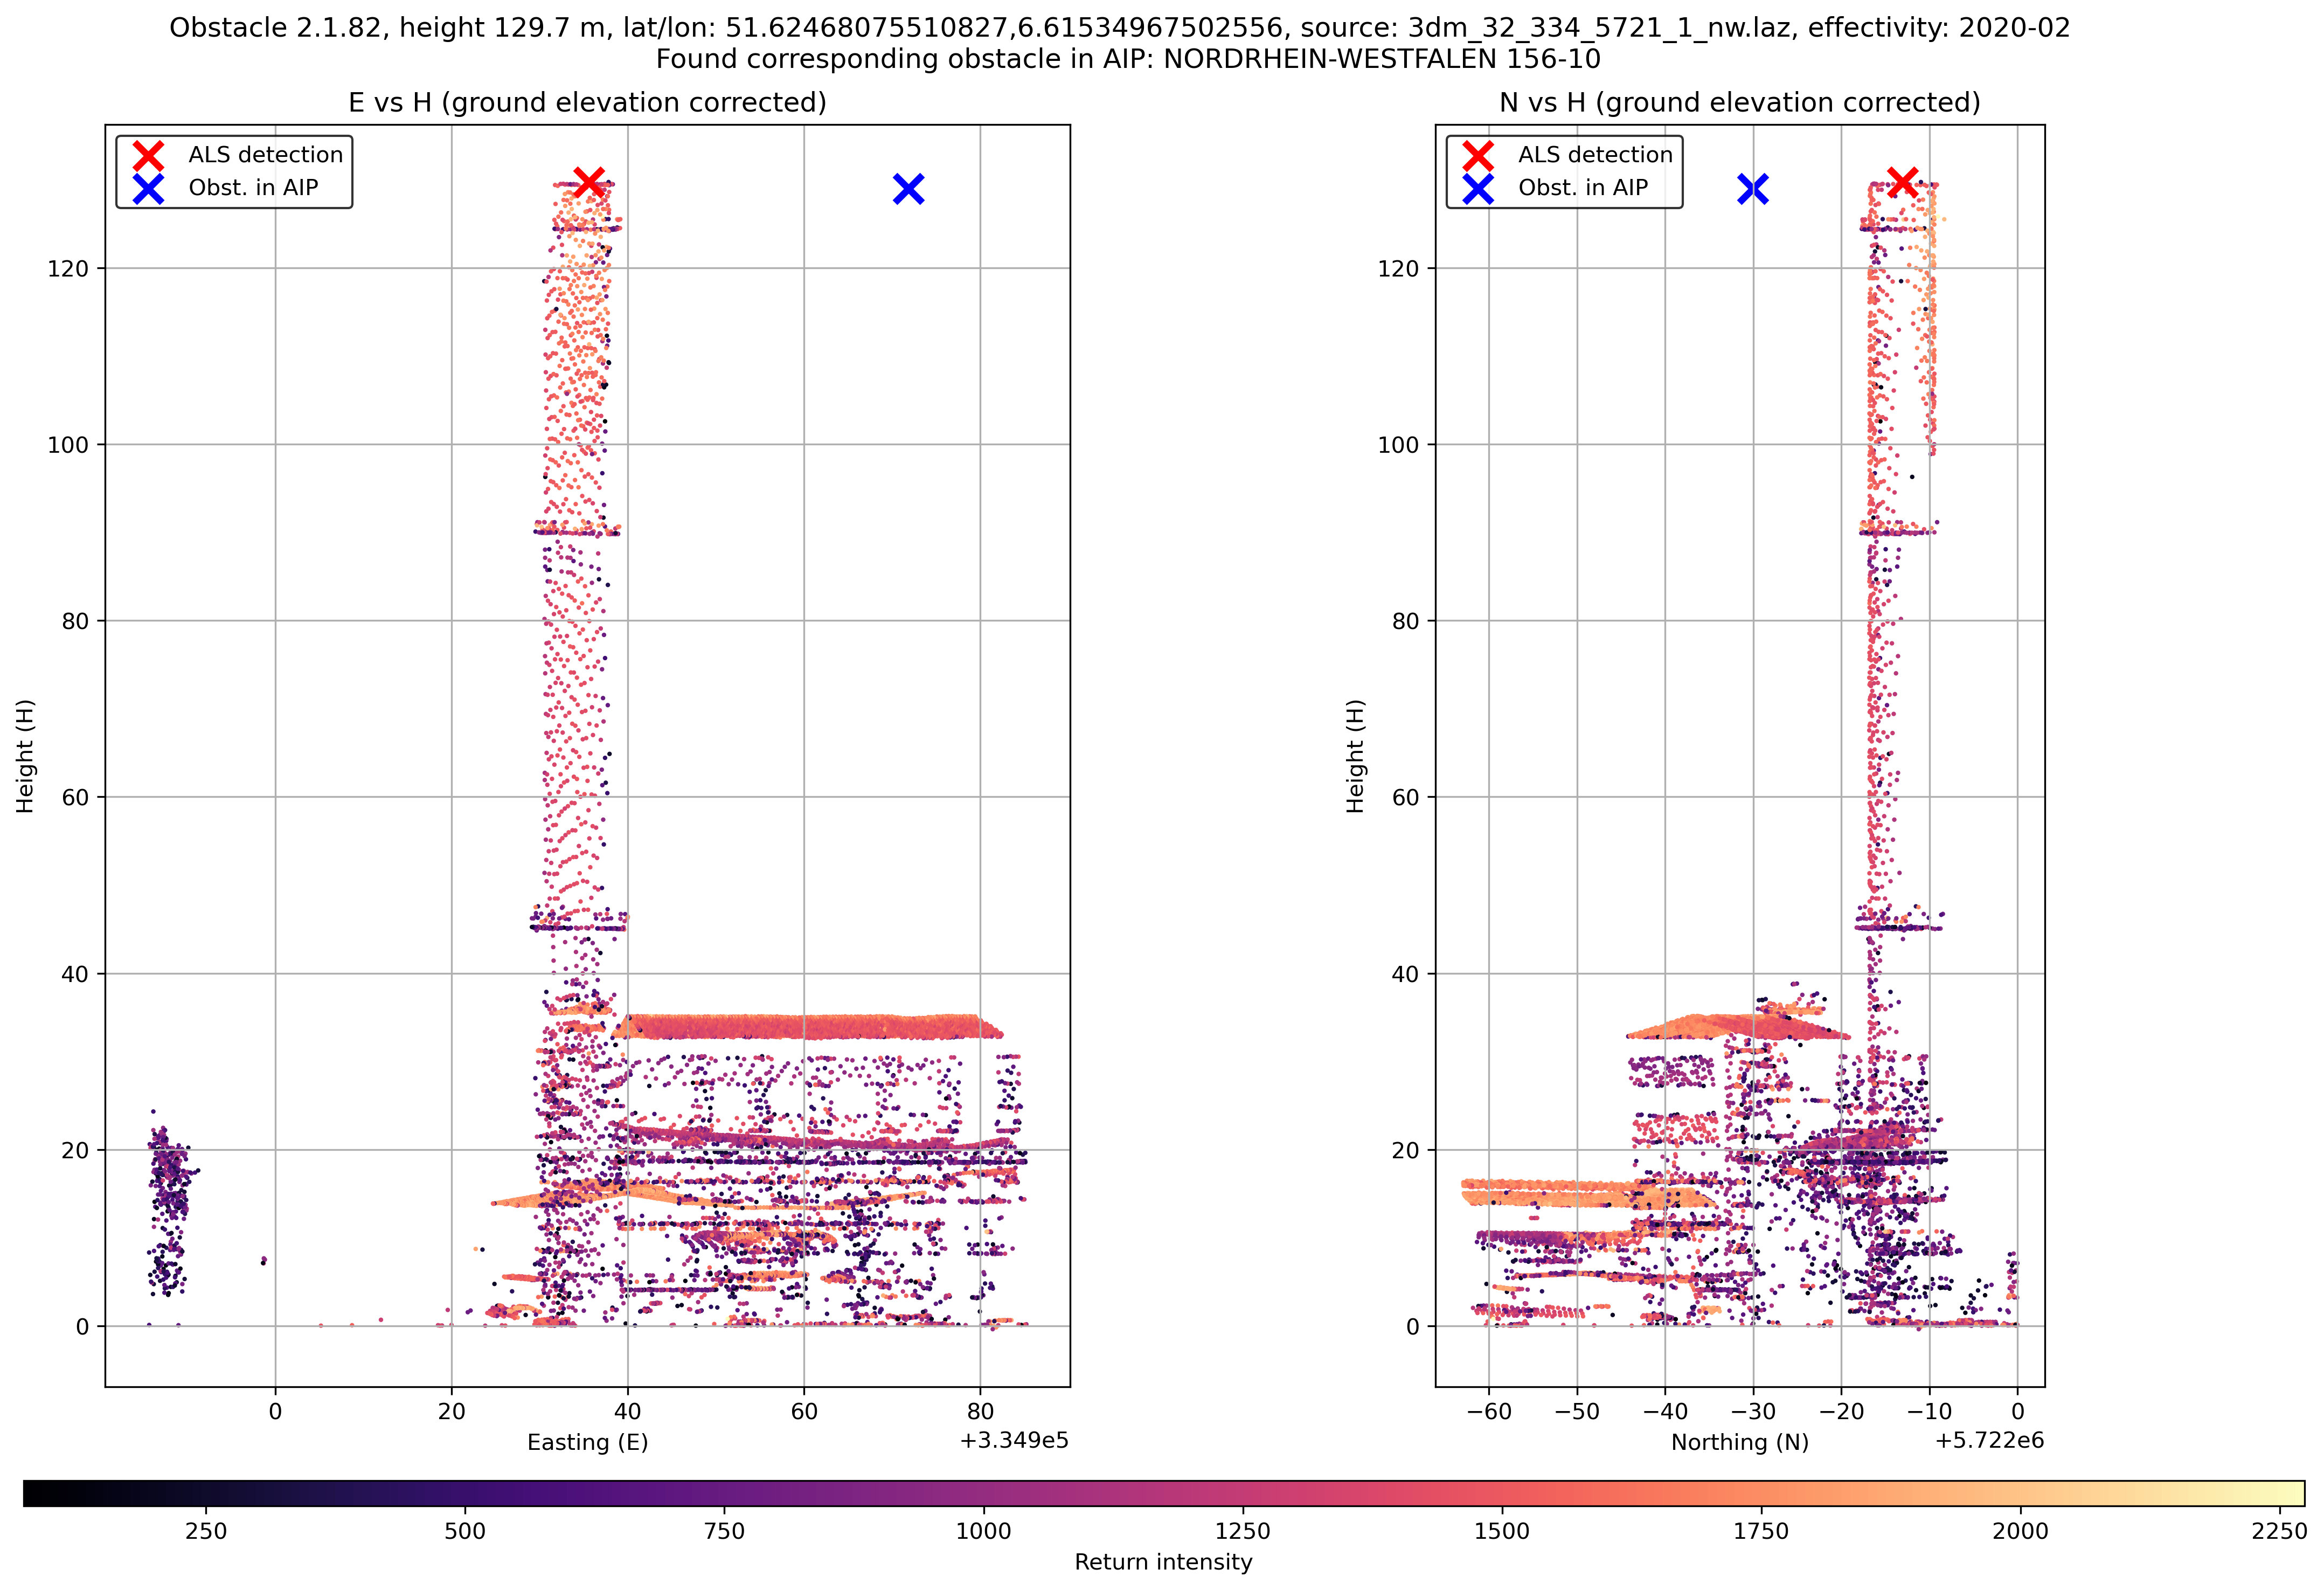 Obstacle 2.1.82, height 129.7 m, lat/lon: 51.62468075510827,6.61534967502556, source: 3dm_32_334_5721_1_nw.laz, effectivity: 2020-02
Found corresponding obstacle in AIP: NORDRHEIN-WESTFALEN 156-10
E vs H (ground elevation corrected)
ALS detection
Obst. in AIP
120
100
80
60
40
20
0
Height (H)
0 20 40 60 80
Easting (E)
+3.349e5
N vs H (ground elevation corrected)
ALS detection
Obst. in AIP
120
100
80
60
40
20
0
Height (H)
−60 −50 −40 −30 −20 −10 0
Northing (N)
+5.722e6
250 500 750 1000 1250 1500 1750 2000 2250
Return intensity